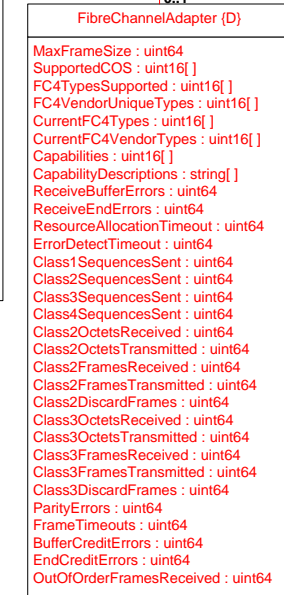 FibreChannelAdapter {D}
MaxFrameSize : uint64
SupportedCOS : uint16[ ]
FC4TypesSupported : uint16[ ]
FC4VendorUniqueTypes : uint16[ ]
CurrentFC4Types : uint16[ ]
CurrentFC4VendorTypes : uint16[ ]
Capabilities : uint16[ ]
CapabilityDescriptions : string[ ]
ReceiveBufferErrors : uint64
ReceiveEndErrors : uint64
ResourceAllocationTimeout : uint64
ErrorDetectTimeout : uint64
Class1SequencesSent : uint64
Class2SequencesSent : uint64
Class3SequencesSent : uint64
Class4SequencesSent : uint64
Class2OctetsReceived : uint64
Class2OctetsTransmitted : uint64
Class2FramesReceived : uint64
Class2FramesTransmitted : uint64
Class2DiscardFrames : uint64
Class3OctetsReceived : uint64
Class3OctetsTransmitted : uint64
Class3FramesReceived : uint64
Class3FramesTransmitted : uint64
Class3DiscardFrames : uint64
ParityErrors : uint64
FrameTimeouts : uint64
BufferCreditErrors : uint64
EndCreditErrors : uint64
OutOfOrderFramesReceived : uint64